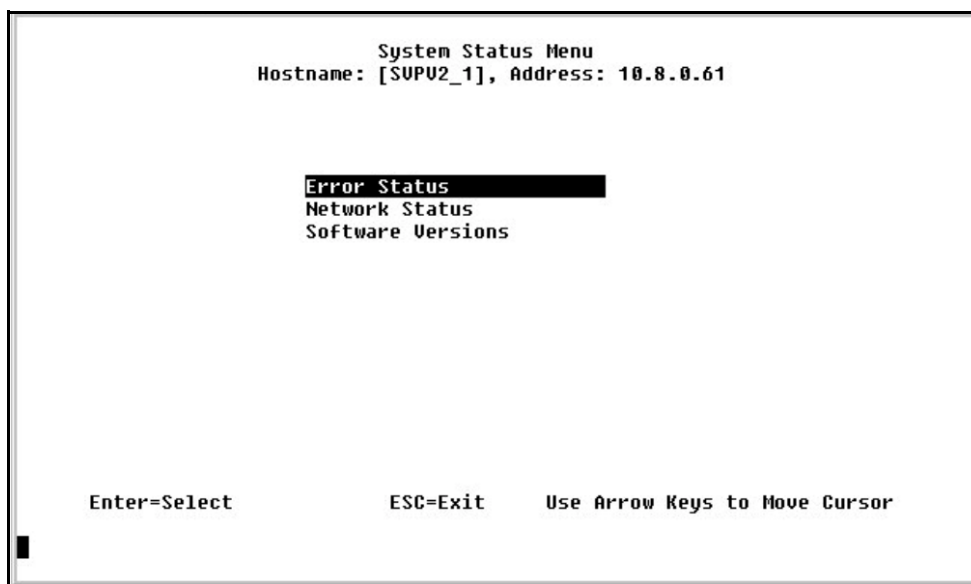 System Status Menu
Hostname: [SVPV2_1], Address: 10.8.0.61
Error Status
Network Status
Software Versions
Enter=Select ESC=Exit Use Arrow Keys to Move Cursor